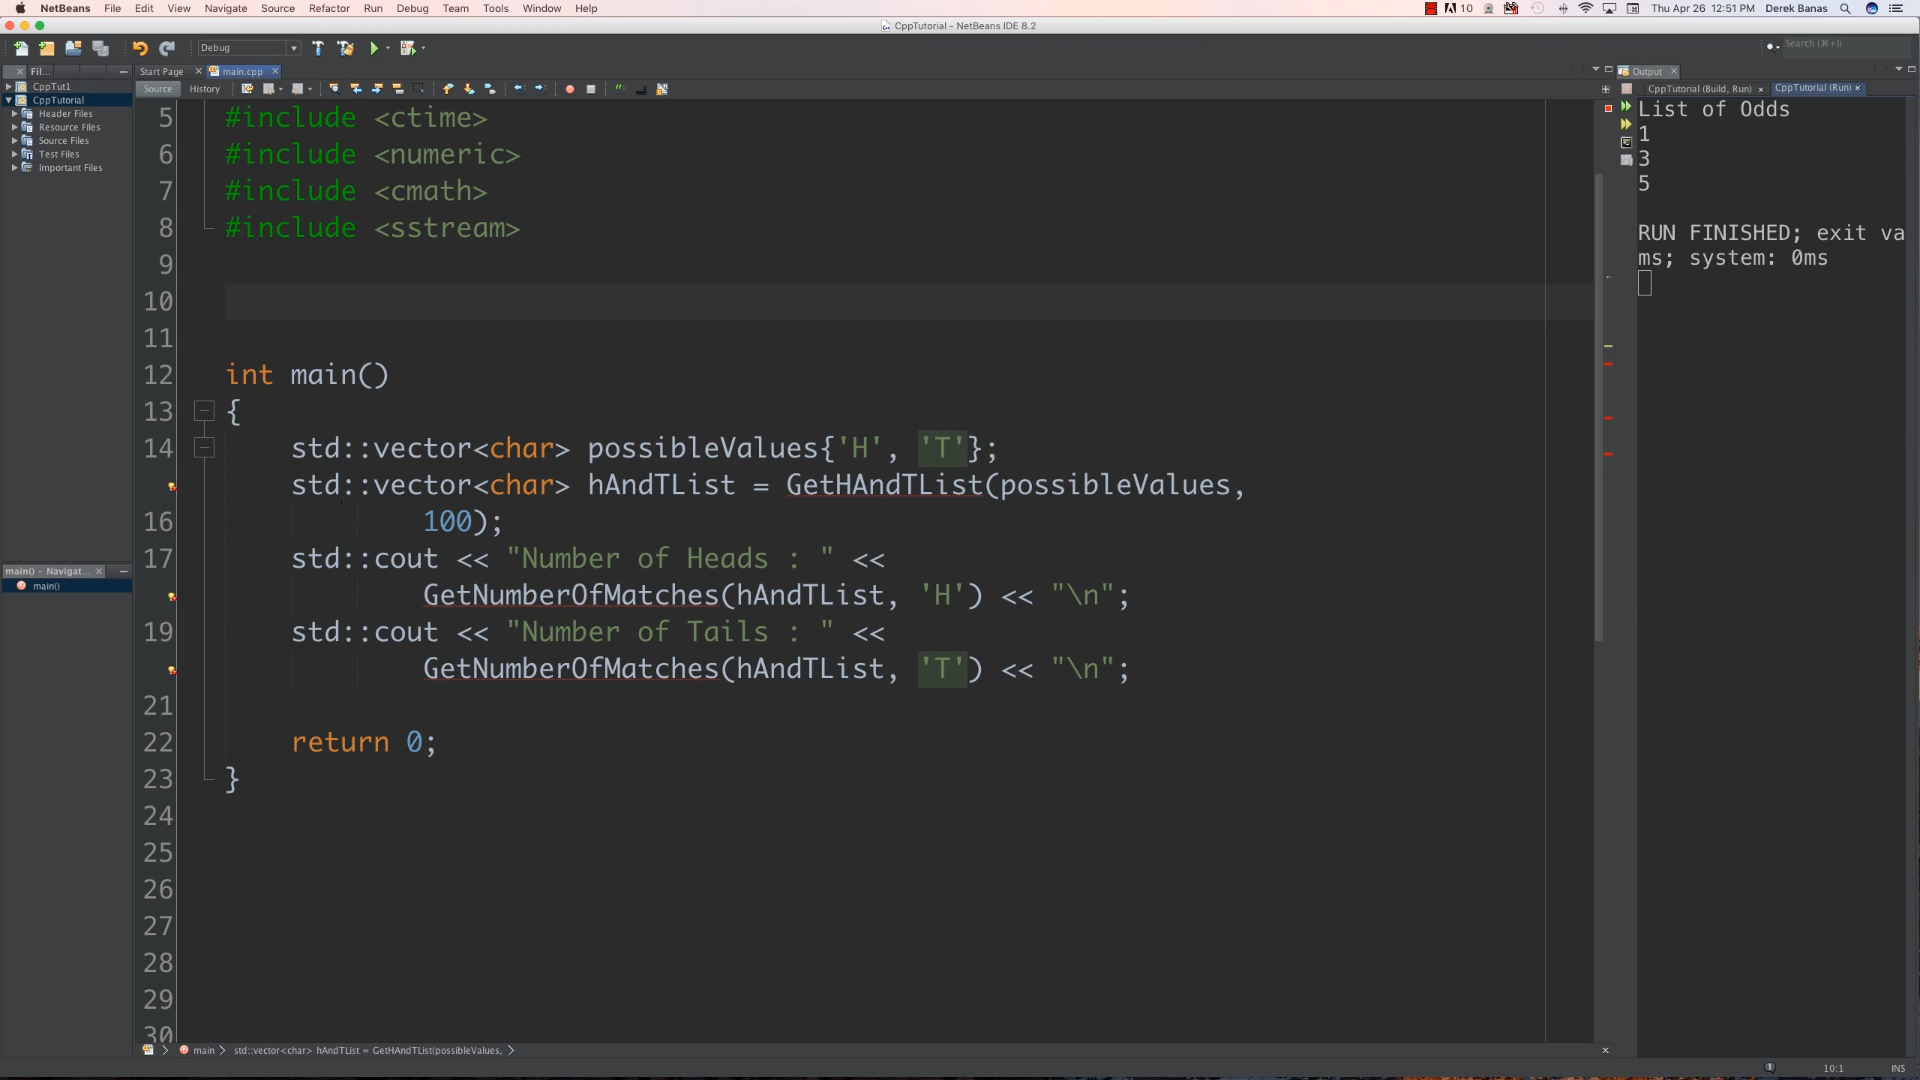 NetBeans File Edit View Navigate Source Refactor Run Debug Team Tools Window Help 10 Thu Apr 26 12:51 PM Derek Banas
CppTutorial - NetBeans IDE 8.2
Debug Search (⌘+I)
Fil... Start Page main.cpp Output
Source History CppTutorial (Build, Run) CppTutorial (Run)
CppTut1
CppTutorial
Header Files
Resource Files
Source Files
Test Files
Important Files
main() - Navigat...
main()
5 #include <ctime>
6 #include <numeric>
7 #include <cmath>
8 #include <sstream>
9
10
11
12 int main()
13 {
14 std::vector<char> possibleValues{'H', 'T'};
std::vector<char> hAndTList = GetHAndTList(possibleValues,
16 100);
17 std::cout << "Number of Heads : " <<
GetNumberOfMatches(hAndTList, 'H') << "\n";
19 std::cout << "Number of Tails : " <<
GetNumberOfMatches(hAndTList, 'T') << "\n";
21
22 return 0;
23 }
24
25
26
27
28
29
30
List of Odds
1
3
5
RUN FINISHED; exit va
ms; system: 0ms
main std::vector<char> hAndTList = GetHAndTList(possibleValues,
10:1 INS